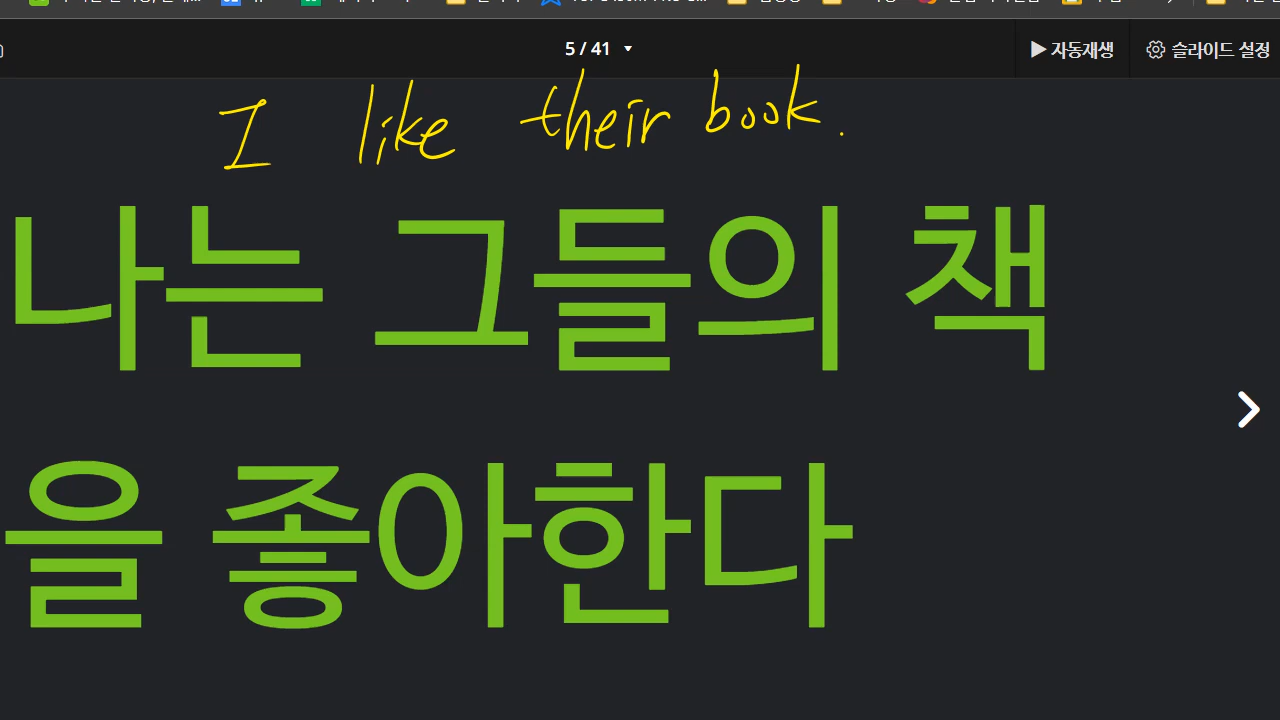 5 / 41
자동재생
슬라이드 설정
I like their book.
나는 그들의 책
을 좋아한다